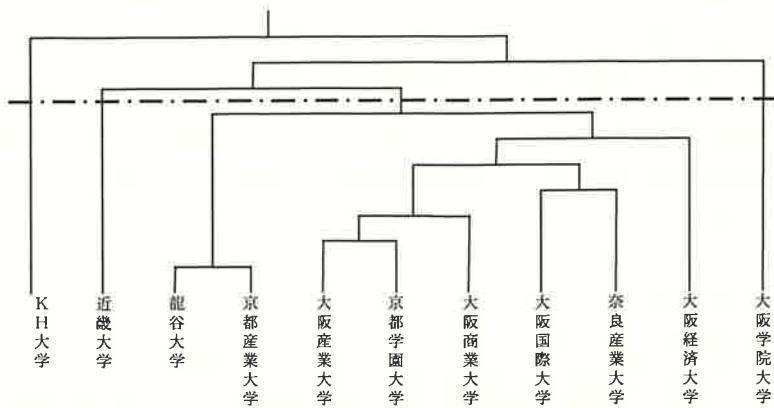 KH大学
近畿大学
龍谷大学
京都産業大学
大阪産業大学
京都学園大学
大阪商業大学
大阪国際大学
奈良産業大学
大阪経済大学
大阪学院大学